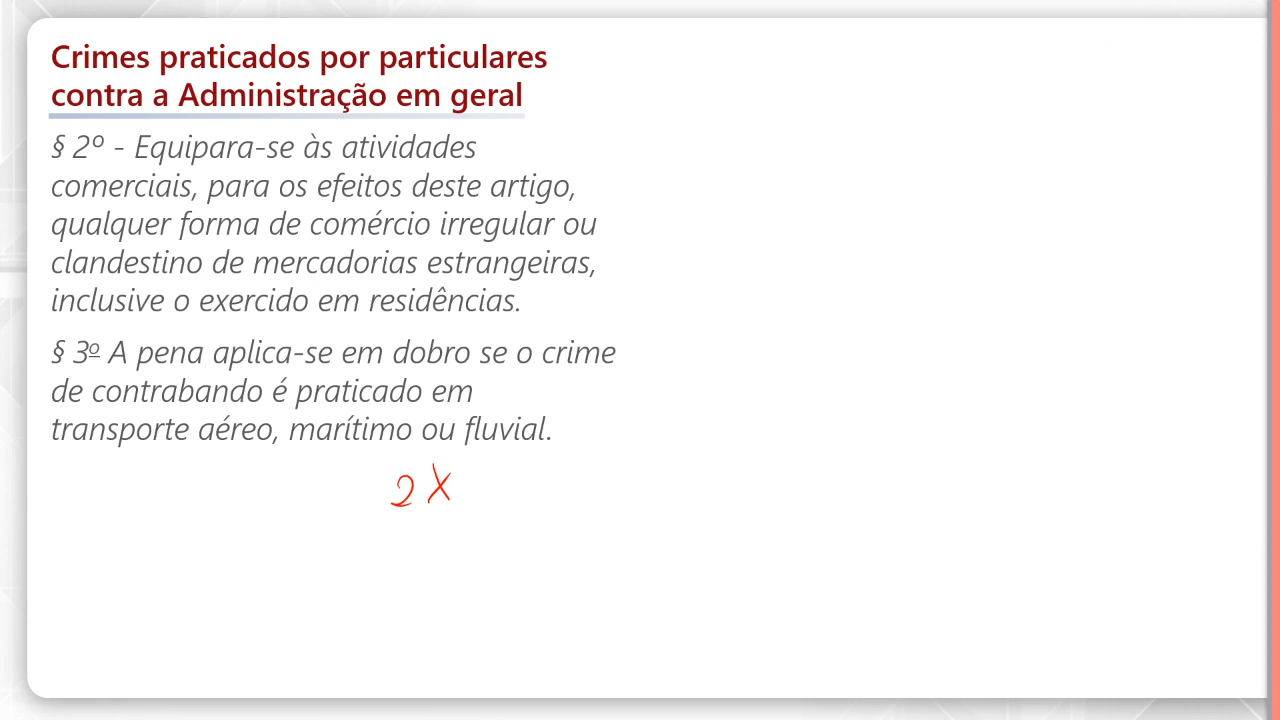 Crimes praticados por particulares
contra a Administração em geral
§ 2º - Equipara-se às atividades
comerciais, para os efeitos deste artigo,
qualquer forma de comércio irregular ou
clandestino de mercadorias estrangeiras,
inclusive o exercido em residências.
§ 3º A pena aplica-se em dobro se o crime
de contrabando é praticado em
transporte aéreo, marítimo ou fluvial.
2 X